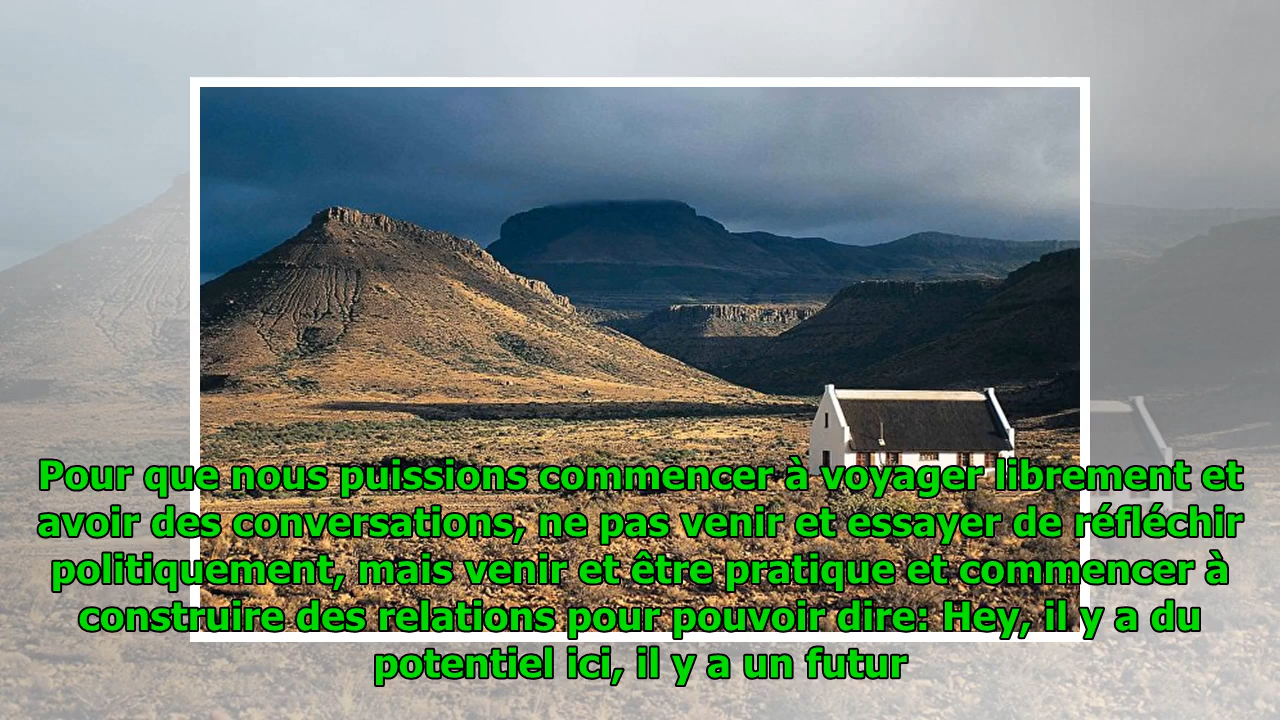 Pour que nous puissions commencer à voyager librement et
avoir des conversations, ne pas venir et essayer de réfléchir
politiquement, mais venir et être pratique et commencer à
construire des relations pour pouvoir dire: Hey, il y a du
potentiel ici, il y a un futur